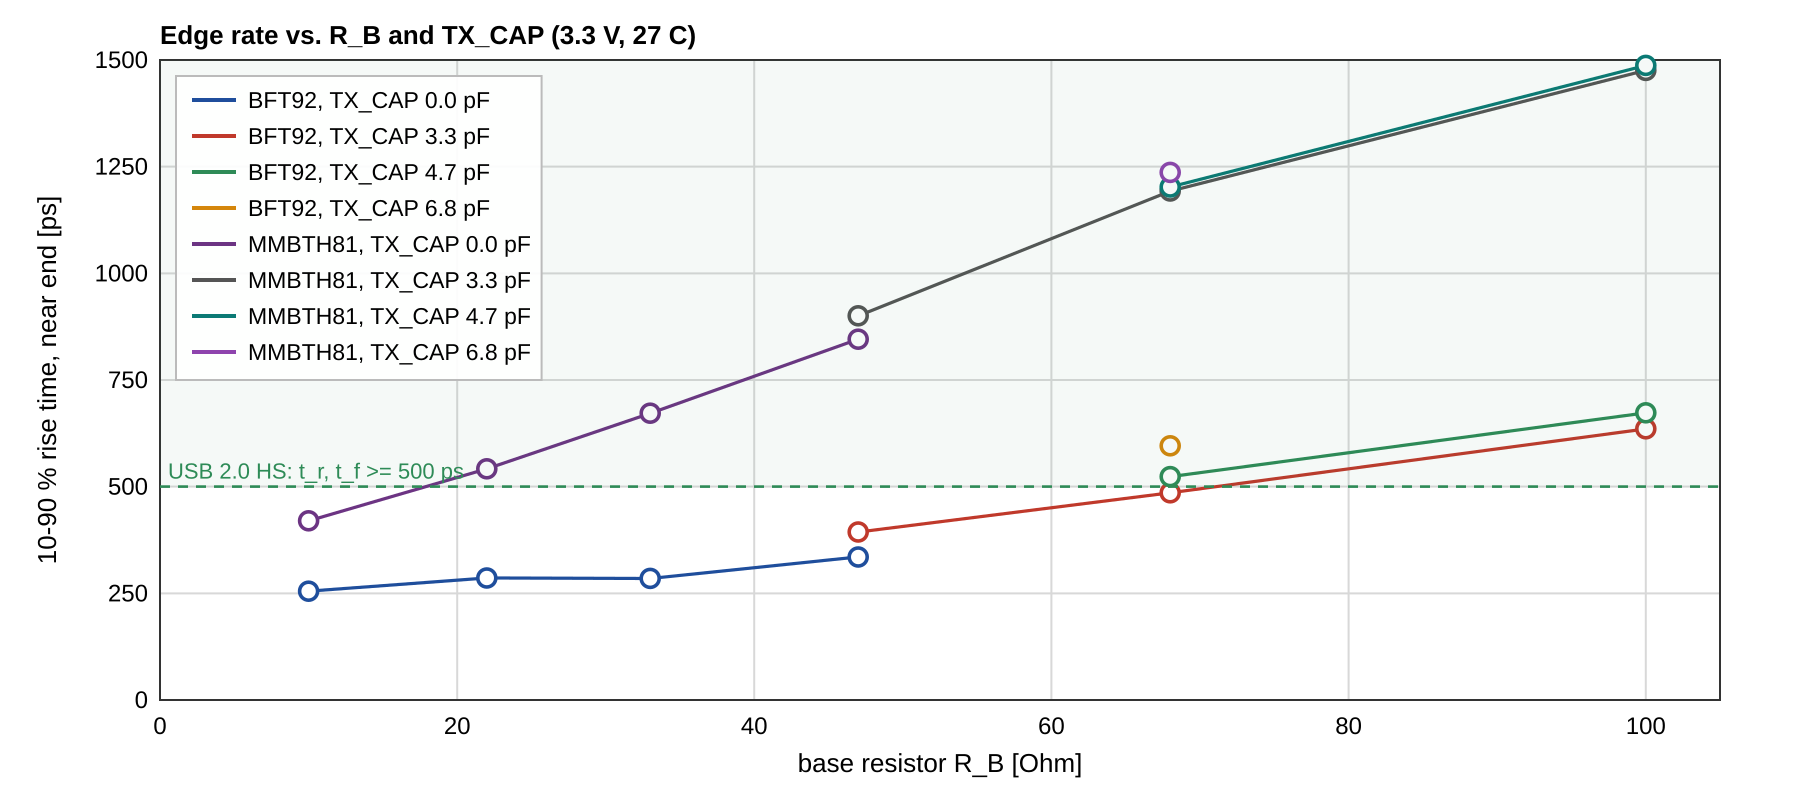 Edge rate vs. R_B and TX_CAP (3.3 V, 27 C)
1500
1250
1000
750
500
250
0
10-90 % rise time, near end [ps]
BFT92, TX_CAP 0.0 pF
BFT92, TX_CAP 3.3 pF
BFT92, TX_CAP 4.7 pF
BFT92, TX_CAP 6.8 pF
MMBTH81, TX_CAP 0.0 pF
MMBTH81, TX_CAP 3.3 pF
MMBTH81, TX_CAP 4.7 pF
MMBTH81, TX_CAP 6.8 pF
USB 2.0 HS: t_r, t_f >= 500 ps
0 20 40 60 80 100
base resistor R_B [Ohm]